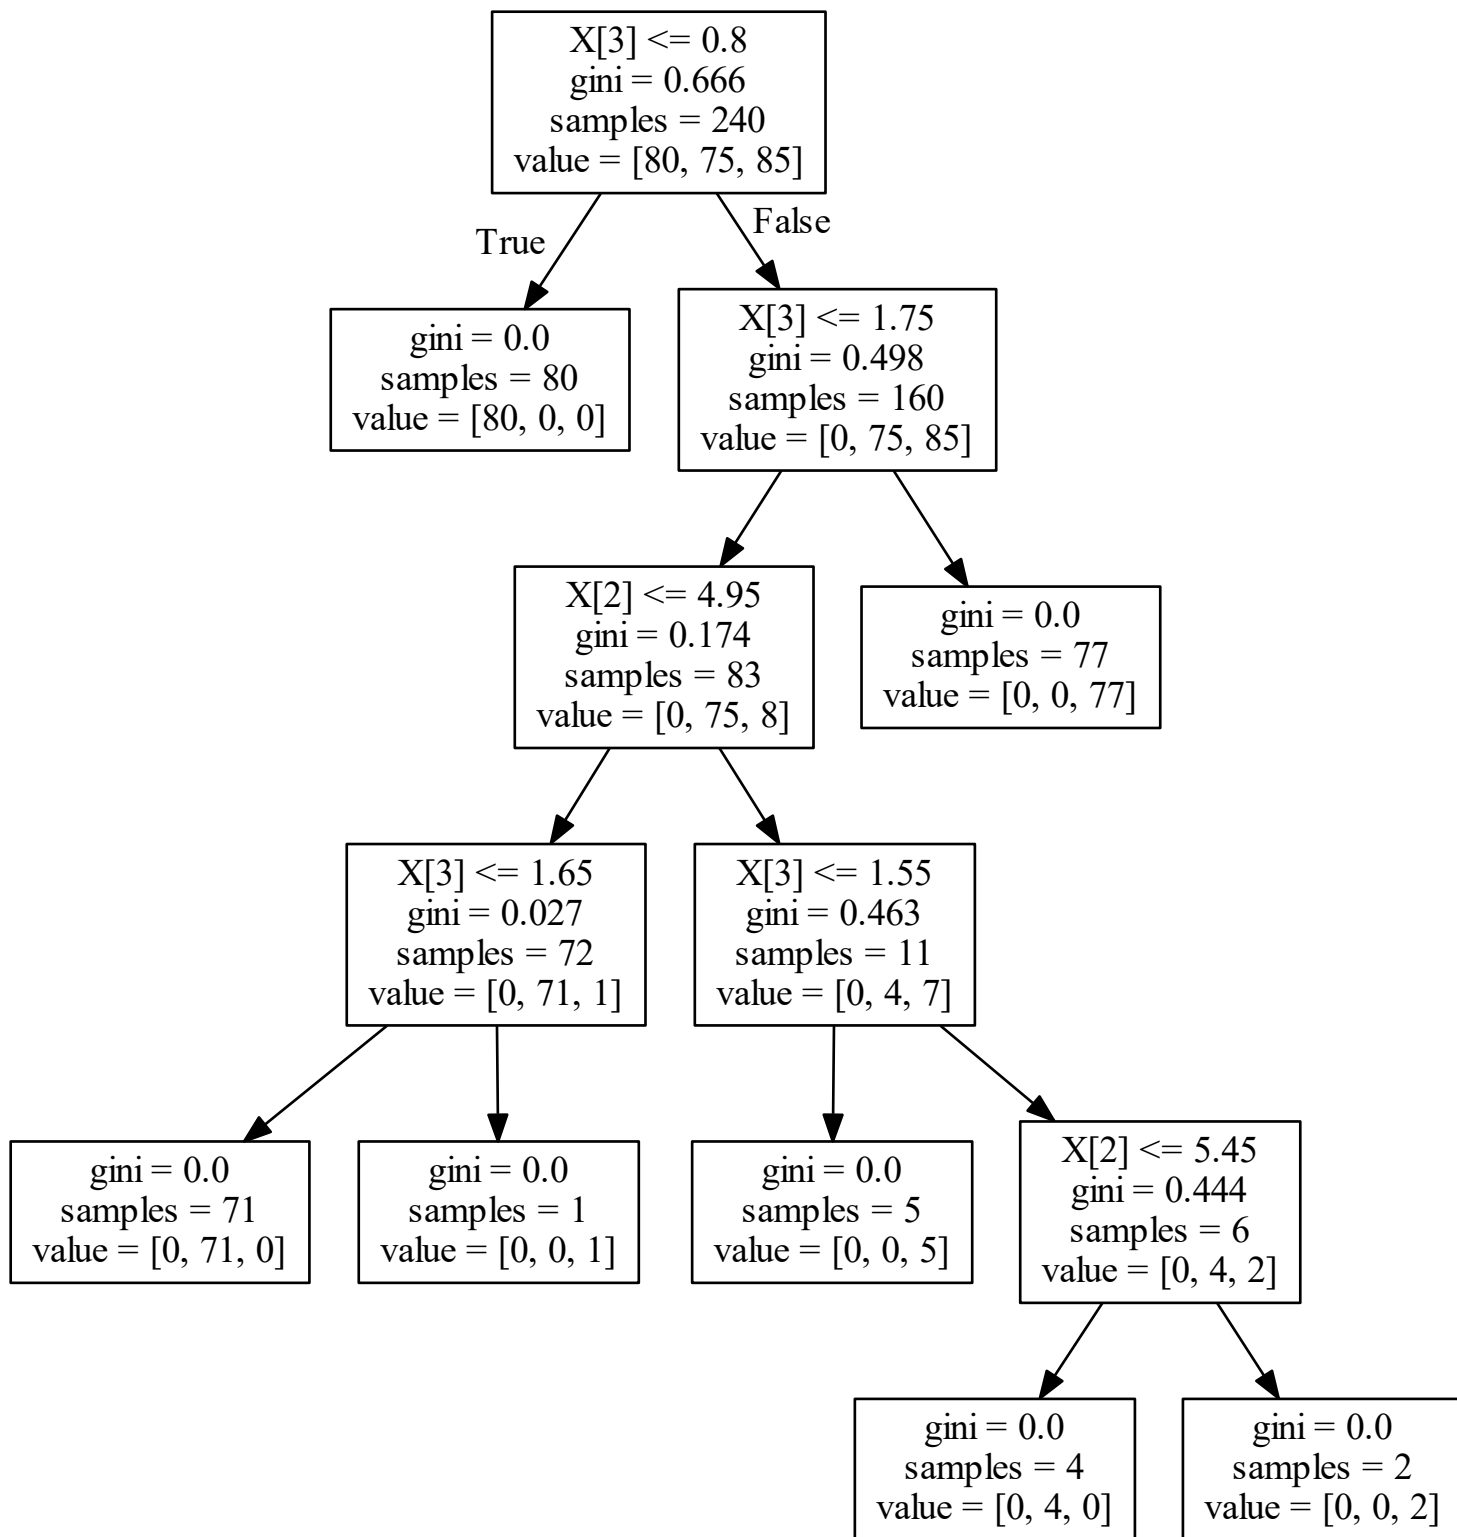 X[3] <= 0.8
gini = 0.666
samples = 240
value = [80, 75, 85]
True
False
gini = 0.0
samples = 80
value = [80, 0, 0]
X[3] <= 1.75
gini = 0.498
samples = 160
value = [0, 75, 85]
X[2] <= 4.95
gini = 0.174
samples = 83
value = [0, 75, 8]
gini = 0.0
samples = 77
value = [0, 0, 77]
X[3] <= 1.65
gini = 0.027
samples = 72
value = [0, 71, 1]
X[3] <= 1.55
gini = 0.463
samples = 11
value = [0, 4, 7]
gini = 0.0
samples = 71
value = [0, 71, 0]
gini = 0.0
samples = 1
value = [0, 0, 1]
gini = 0.0
samples = 5
value = [0, 0, 5]
X[2] <= 5.45
gini = 0.444
samples = 6
value = [0, 4, 2]
gini = 0.0
samples = 4
value = [0, 4, 0]
gini = 0.0
samples = 2
value = [0, 0, 2]